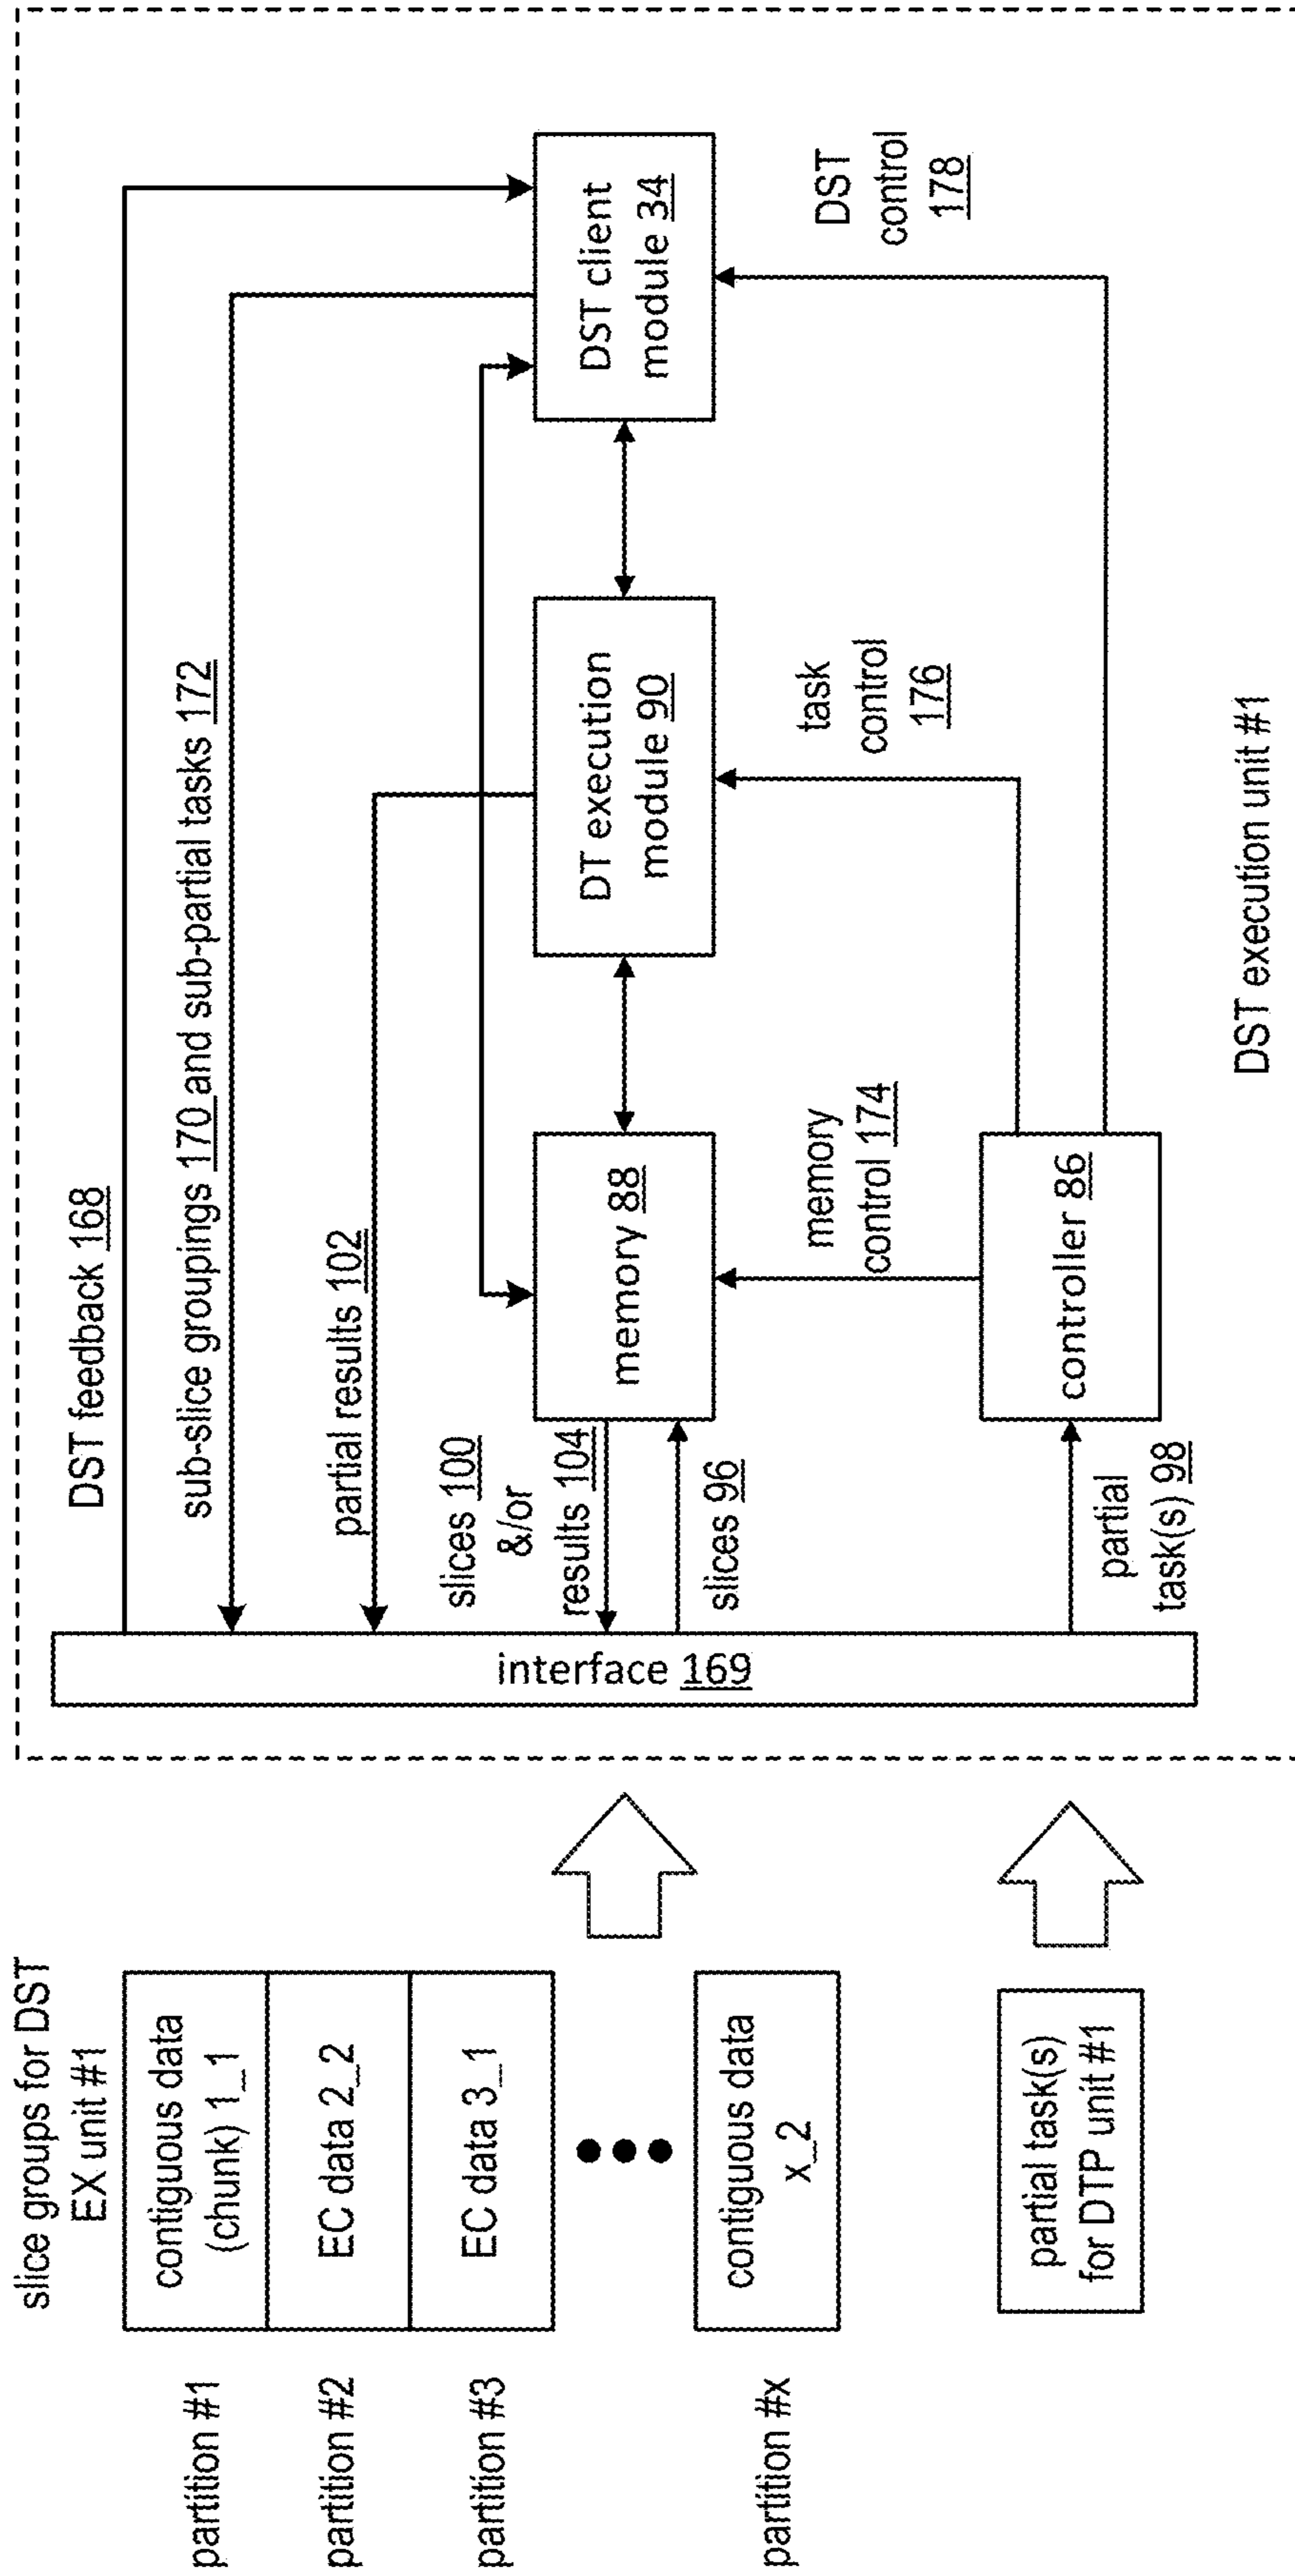 slice groups for DST
EX unit #1
partition #1
contiguous data
(chunk) 1_1
partition #2
EC data 2_2
partition #3
EC data 3_1
partition #x
contiguous data
x_2
partial task(s)
for DTP unit #1
interface 169
DST feedback 168
sub-slice groupings 170 and sub-partial tasks 172
partial results 102
slices 100
&/or
results 104
slices 96
partial
task(s) 98
memory 88
DT execution
module 90
DST client
module 34
memory
control 174
task
control
176
DST
control
178
controller 86
DST execution unit #1